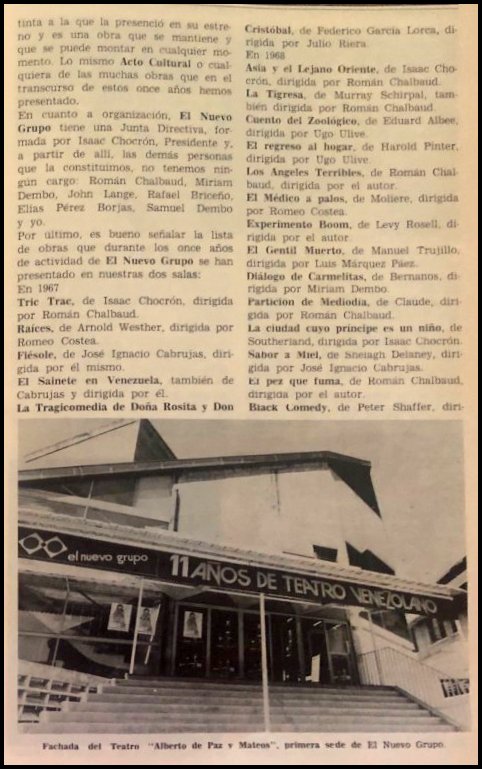 tinta a la que la presenció en su estre-
no y es una obra que se mantiene y
que se puede montar en cualquier mo-
mento. Lo mismo Acto Cultural o cual-
quiera de las muchas obras que en el
transcurso de estos once años hemos
presentado.
En cuanto a organización, El Nuevo
Grupo tiene una Junta Directiva, for-
mada por Isaac Chocrón, Presidente y,
a partir de allí, las demás personas
que la constituimos, no tenemos nin-
gún cargo: Román Chalbaud, Miriam
Dembo, John Lange, Rafael Briceño,
Elías Pérez Borjas, Samuel Dembo
y yo.
Por último, es bueno señalar la lista
de obras que durante los once años
de actividad de El Nuevo Grupo se han
presentado en nuestras dos salas:
En 1967
Tric Trac, de Isaac Chocrón, dirigida
por Román Chalbaud.
Raíces, de Arnold Westher, dirigida por
Romeo Costea.
Fiésole, de José Ignacio Cabrujas, diri-
gida por él mismo.
El Sainete en Venezuela, también de
Cabrujas y dirigida por él.
La Tragicomedia de Doña Rosita y Don
Cristóbal, de Federico García Lorca, di-
rigida por Julio Riera.
En 1968
Asia y el Lejano Oriente, de Isaac Cho-
crón, dirigida por Román Chalbaud.
La Tigresa, de Murray Schirpal, tam-
bién dirigida por Román Chalbaud.
Cuento del Zoológico, de Eduard Albee,
dirigida por Ugo Ulive.
El regreso al hogar, de Harold Pinter,
dirigida por Ugo Ulive.
Los Angeles Terribles, de Román Chal-
baud, dirigida por el autor.
El Médico a palos, de Moliere, dirigida
por Romeo Costea.
Experimento Boom, de Levy Rosell, di-
rigida por el autor.
El Gentil Muerto, de Manuel Trujillo,
dirigida por Luis Márquez Páez.
Diálogo de Carmelitas, de Bernanos, di-
rigida por Miriam Dembo.
Particion de Mediodía, de Claude, diri-
gida por Román Chalbaud.
La ciudad cuyo príncipe es un niño, de
Southerland, dirigida por Isaac Chocrón.
Sabor a Miel, de Sheiagh Delaney, diri-
gida por José Ignacio Cabrujas.
El pez que fuma, de Román Chalbaud,
dirigida por el autor.
Black Comedy, de Peter Shaffer, diri-
el nuevo grupo
11 AÑOS DE TEATRO VENEZOLANO
Fachada del Teatro "Alberto de Paz y Mateos", primera sede de El Nuevo Grupo.